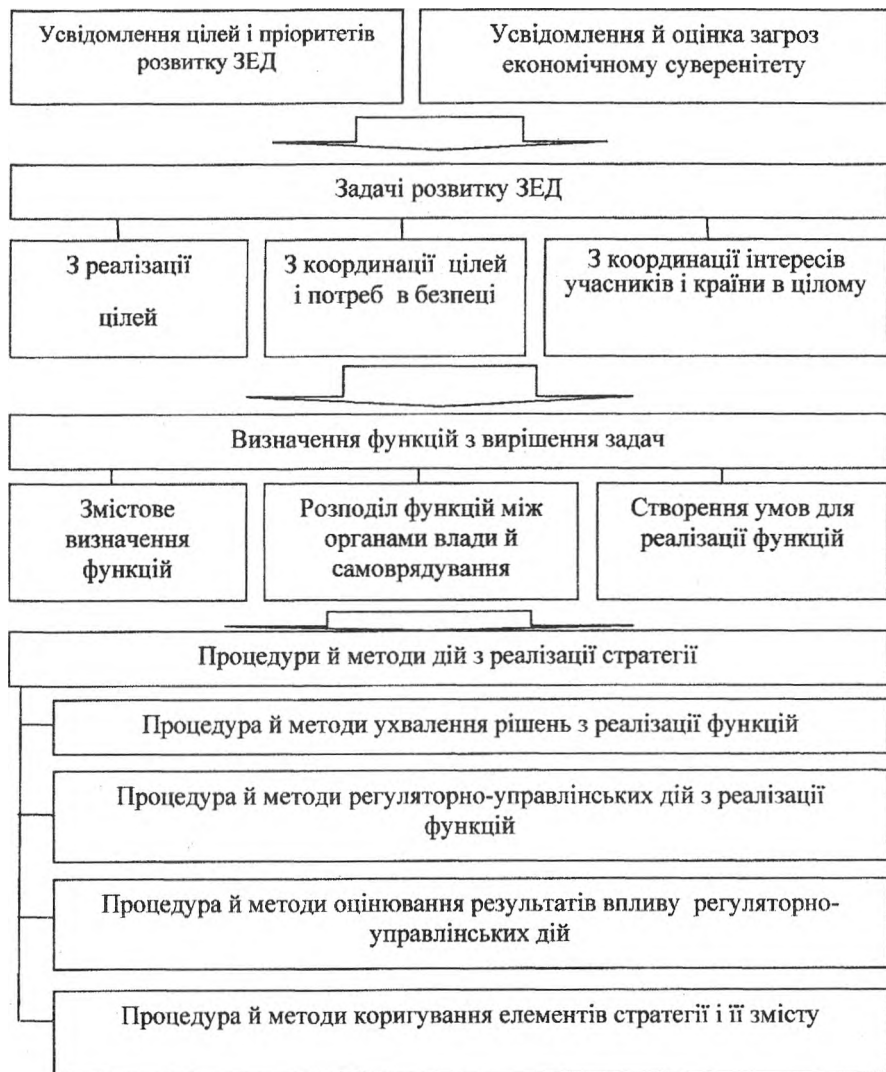 Усвідомлення цілей і пріоритетів
розвитку ЗЕД
Усвідомлення й оцінка загроз
економічному суверенітету
Задачі розвитку ЗЕД
З реалізації
цілей
З координації цілей
і потреб в безпеці
З координації інтересів
учасників і країни в цілому
Визначення функцій з вирішення задач
Змістове
визначення
функцій
Розподіл функцій між
органами влади й
самоврядування
Створення умов для
реалізації функцій
Процедури й методи дій з реалізації стратегії
Процедура й методи ухвалення рішень з реалізації функцій
Процедура й методи регуляторно-управлінських дій з реалізації
функцій
Процедура й методи оцінювання результатів впливу регуляторно-
управлінських дій
Процедура й методи коригування елементів стратегії і її змісту